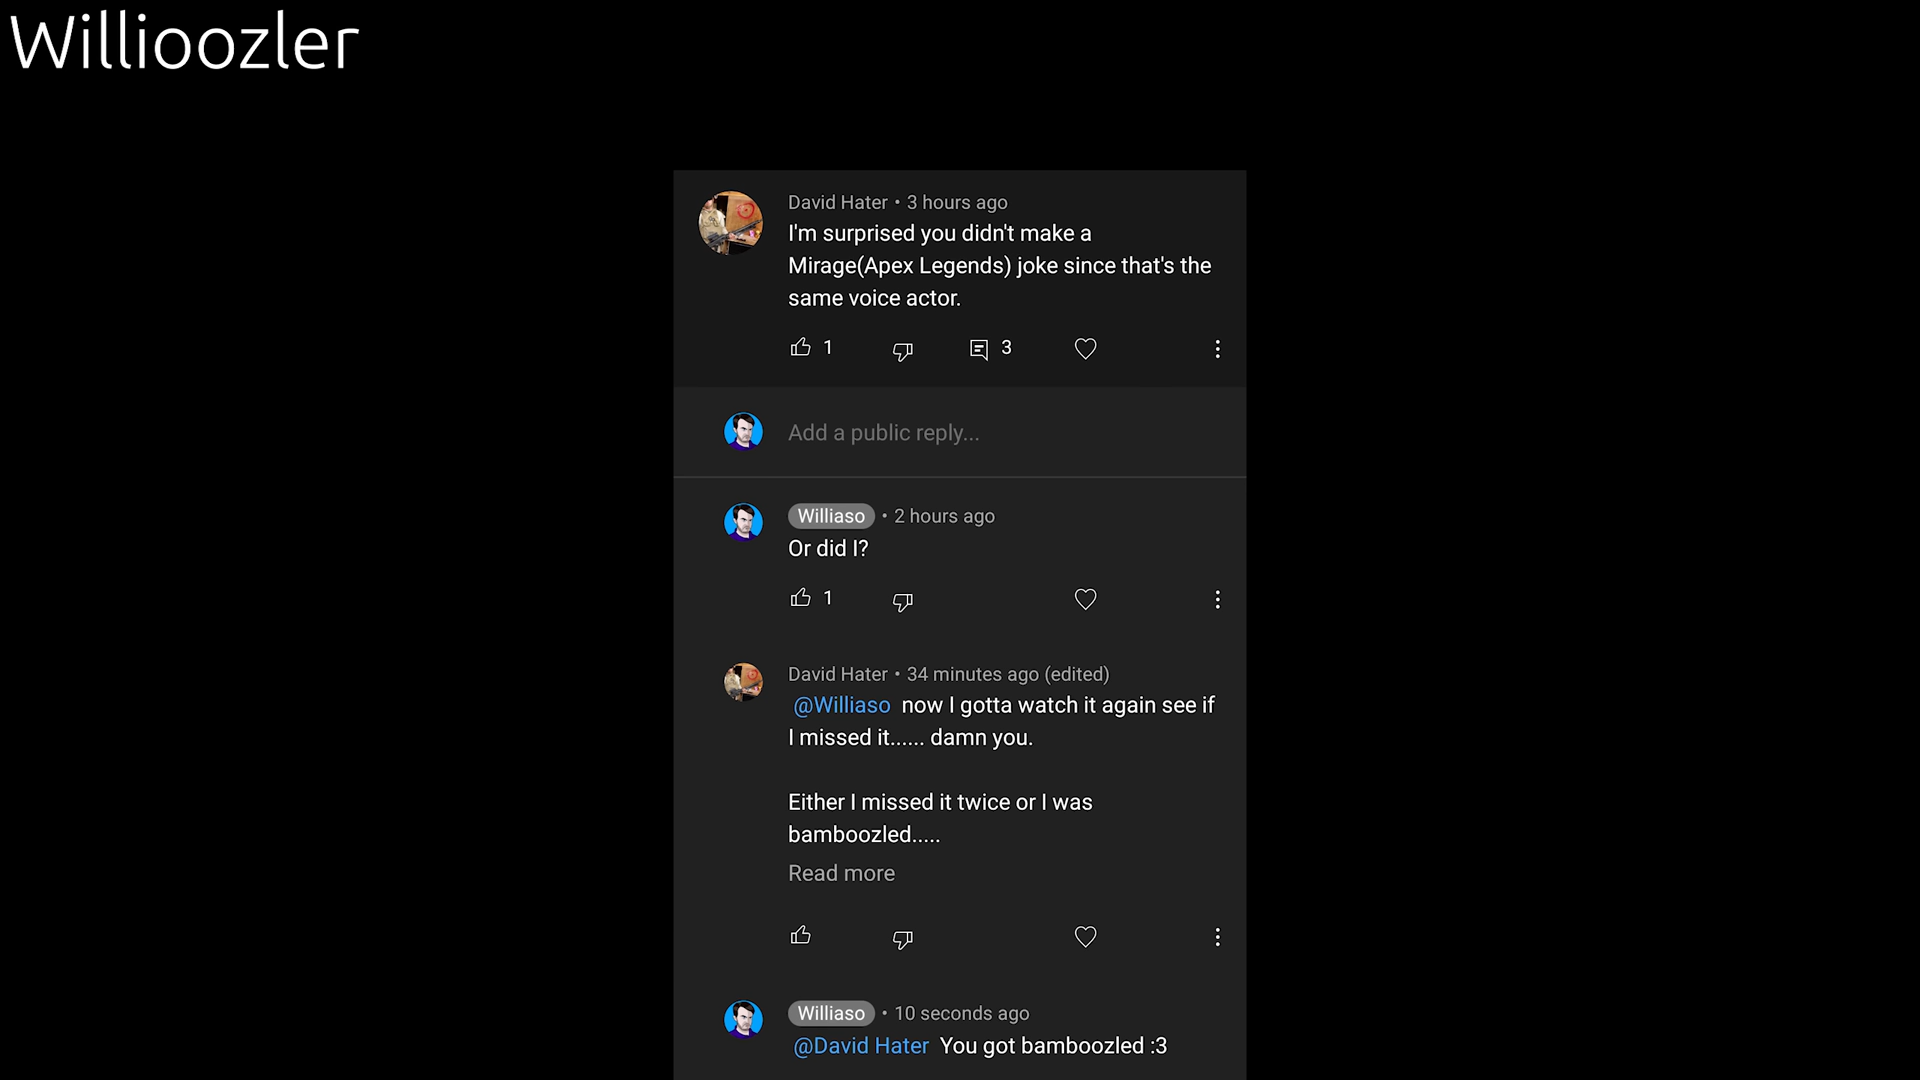 Willioozler
David Hater • 3 hours ago
I'm surprised you didn't make a
Mirage(Apex Legends) joke since that's the
same voice actor.
1 3
Add a public reply...
Williaso • 2 hours ago
Or did I?
1
David Hater • 34 minutes ago (edited)
@Williaso now I gotta watch it again see if
I missed it...... damn you.
Either I missed it twice or I was
bamboozled.....
Read more
Williaso • 10 seconds ago
@David Hater You got bamboozled :3